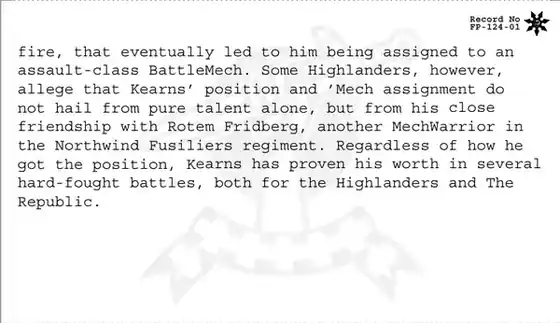 Record No
FP-124-01
fire, that eventually led to him being assigned to an
assault-class BattleMech. Some Highlanders, however,
allege that Kearns’ position and ’Mech assignment do
not hail from pure talent alone, but from his close
friendship with Rotem Fridberg, another MechWarrior in
the Northwind Fusiliers regiment. Regardless of how he
got the position, Kearns has proven his worth in several
hard-fought battles, both for the Highlanders and The
Republic.